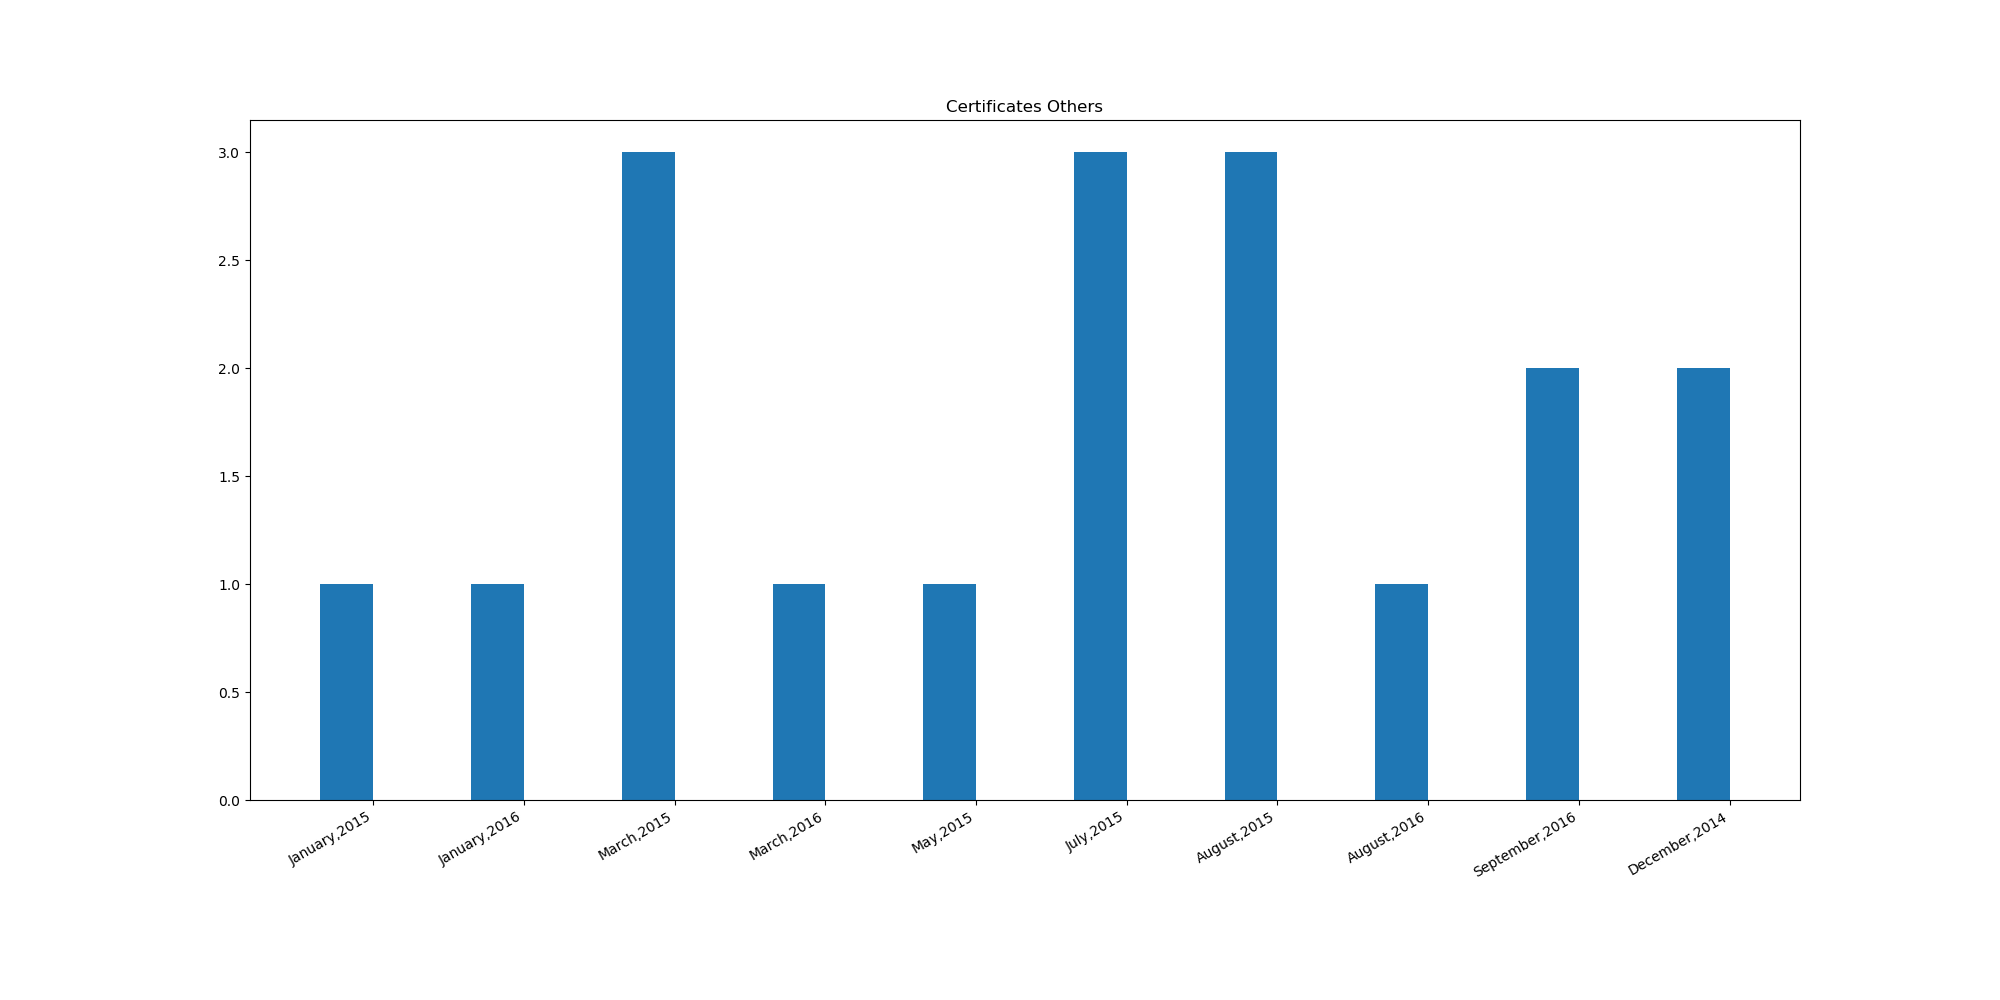 Certificates Others
3.0
2.5
2.0
1.5
1.0
0.5
0.0
January,2015
January,2016
March,2015
March,2016
May,2015
July,2015
August,2015
August,2016
September,2016
December,2014